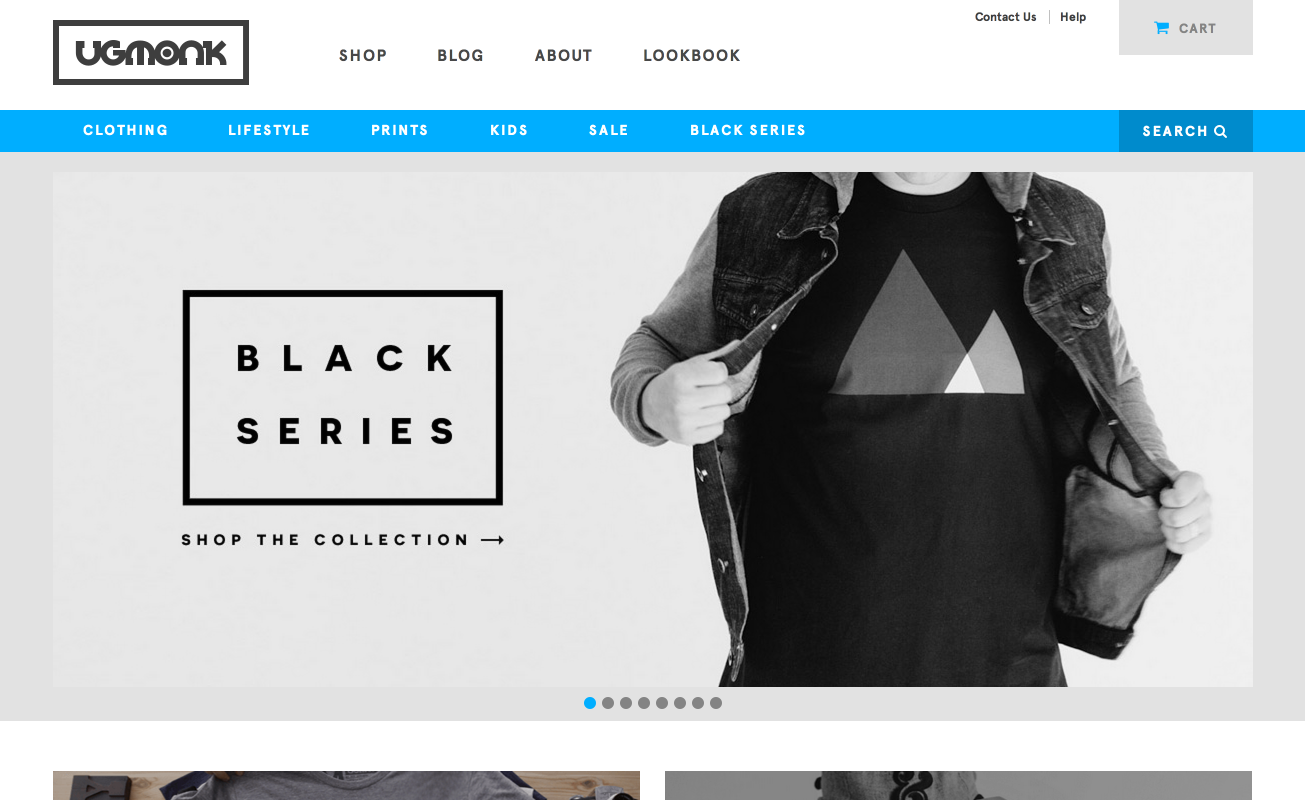 Contact Us
Help
CART
UGMONK
SHOP
BLOG
ABOUT
LOOKBOOK
CLOTHING
LIFESTYLE
PRINTS
KIDS
SALE
BLACK SERIES
SEARCH
BLACK
SERIES
SHOP THE COLLECTION →
&